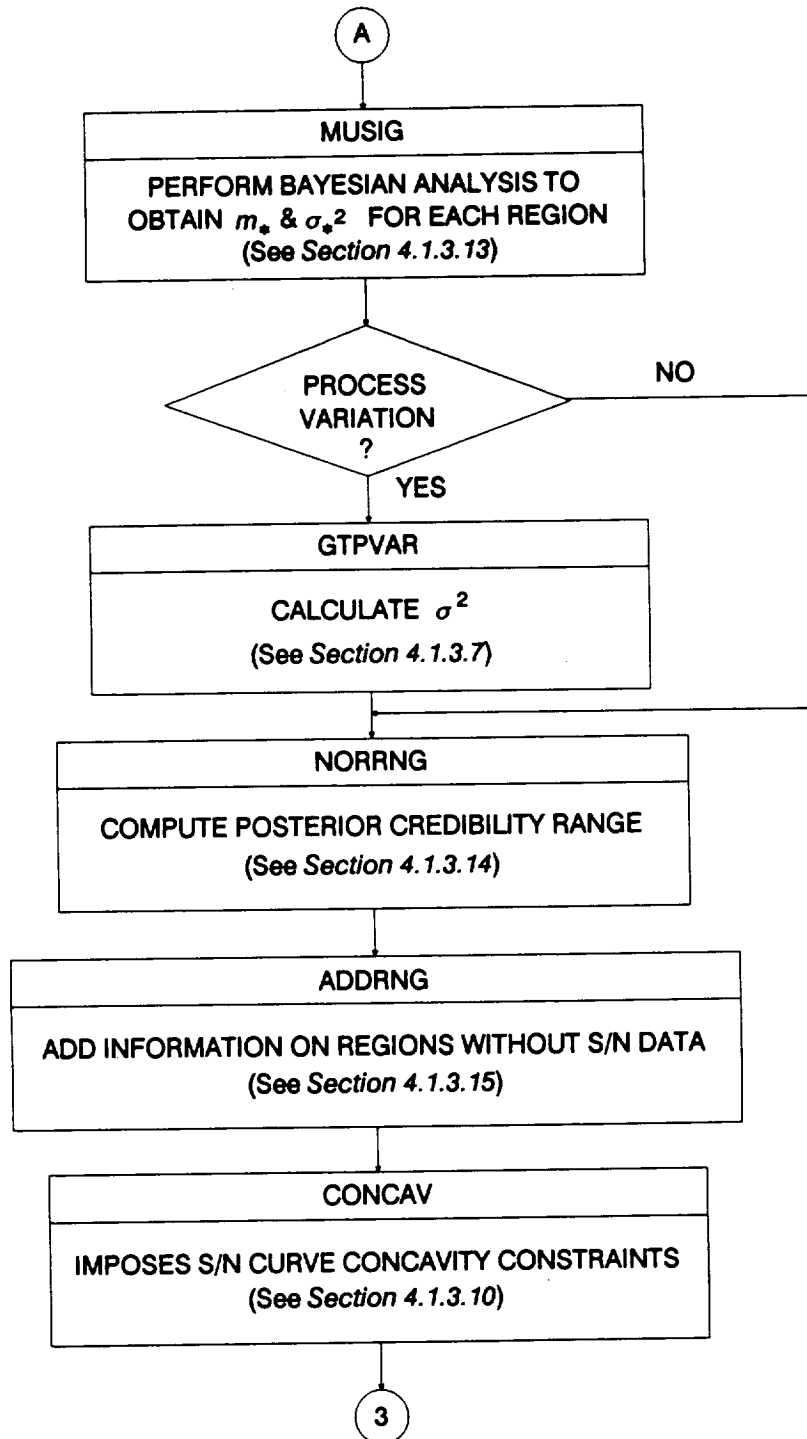 A
MUSIG
PERFORM BAYESIAN ANALYSIS TO
OBTAIN m* & σ*² FOR EACH REGION
(See Section 4.1.3.13)
PROCESS
VARIATION
?
NO
YES
GTPVAR
CALCULATE σ²
(See Section 4.1.3.7)
NORRNG
COMPUTE POSTERIOR CREDIBILITY RANGE
(See Section 4.1.3.14)
ADDRNG
ADD INFORMATION ON REGIONS WITHOUT S/N DATA
(See Section 4.1.3.15)
CONCAV
IMPOSES S/N CURVE CONCAVITY CONSTRAINTS
(See Section 4.1.3.10)
3